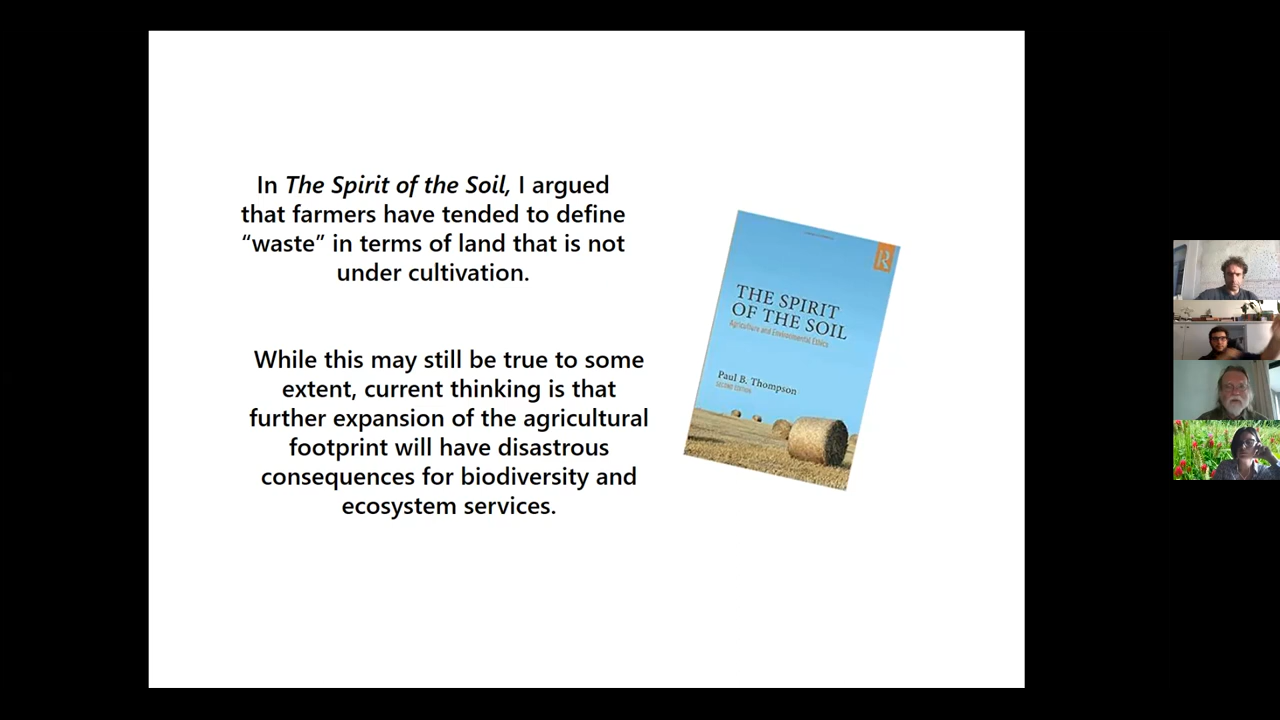 In The Spirit of the Soil, I argued
that farmers have tended to define
“waste” in terms of land that is not
under cultivation.
While this may still be true to some
extent, current thinking is that
further expansion of the agricultural
footprint will have disastrous
consequences for biodiversity and
ecosystem services.
R
THE SPIRIT
OF THE SOIL
Agriculture and Environmental Ethics
Paul B. Thompson
SECOND EDITION